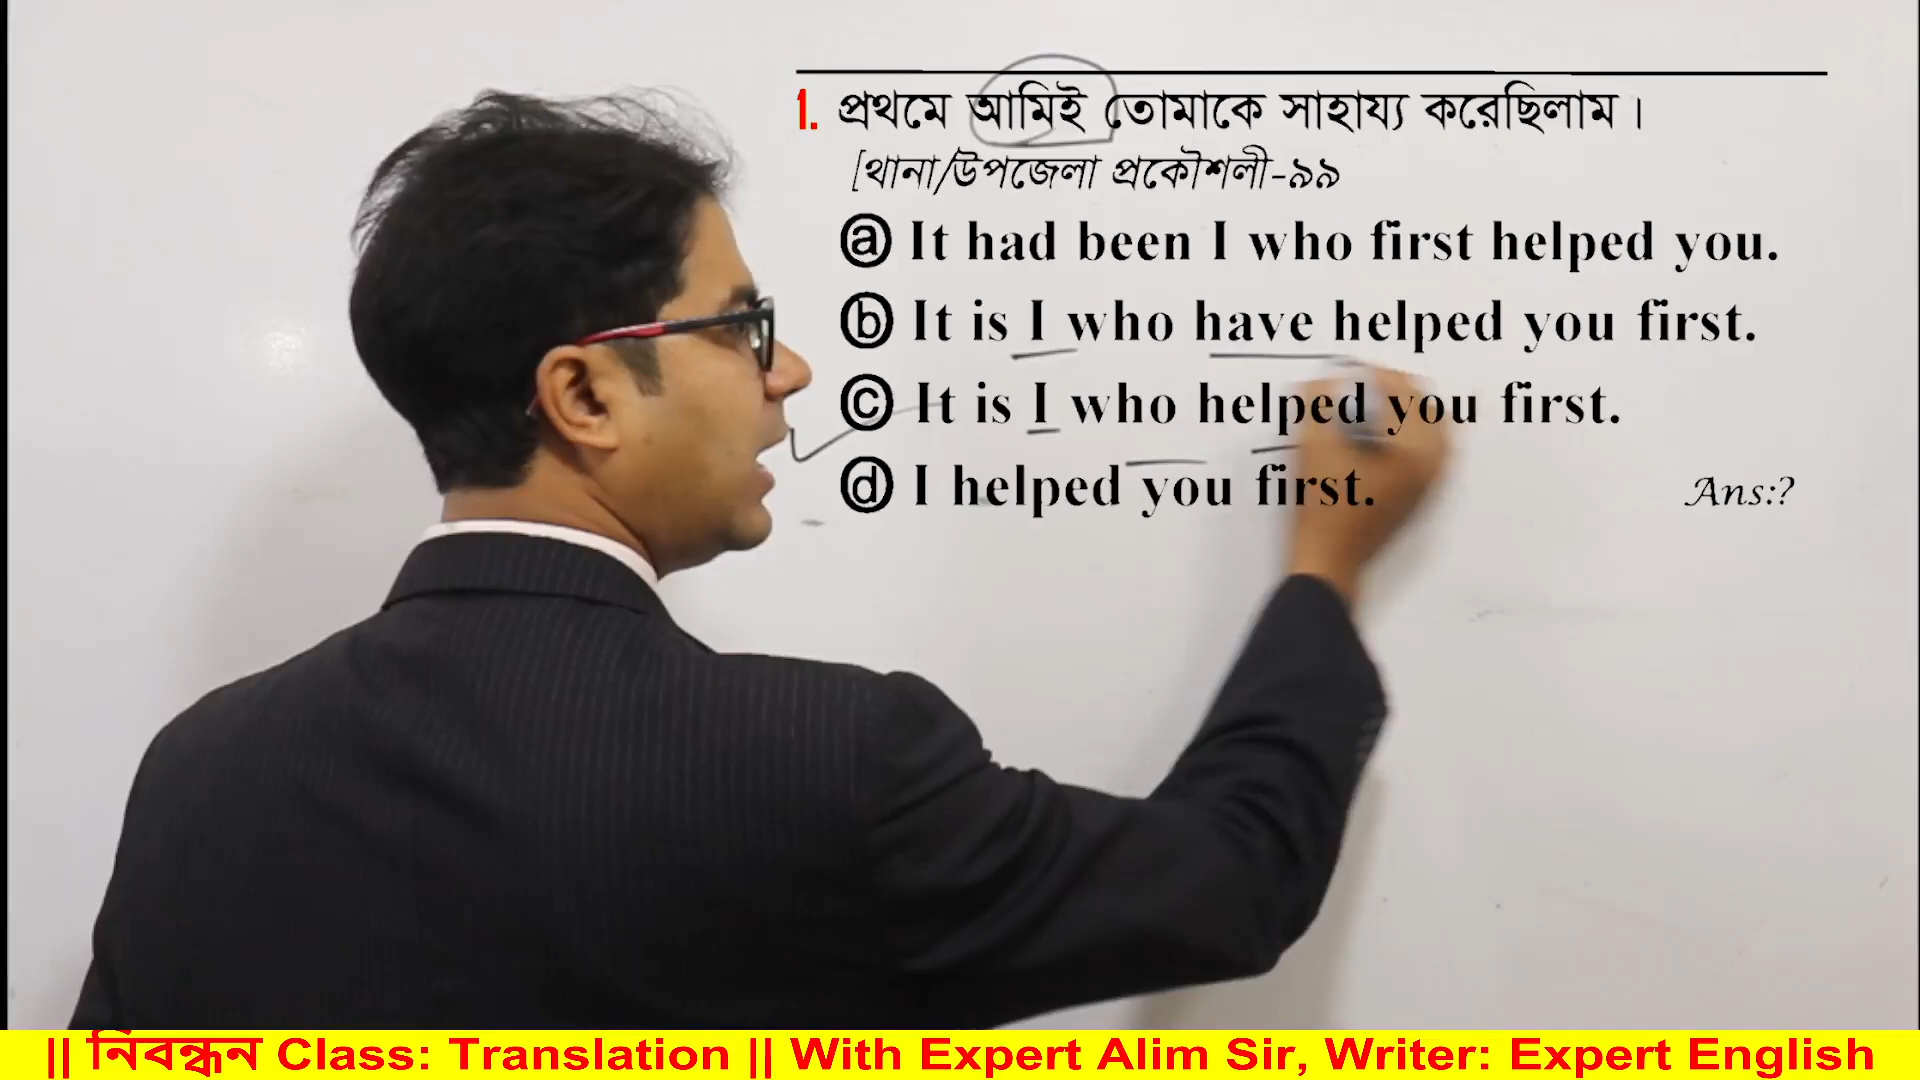 1. প্রথমে আমিই তোমাকে সাহায্য করেছিলাম।
[থানা/উপজেলা প্রকৌশলী-৯৯
ⓐ It had been I who first helped you.
ⓑ It is I who have helped you first.
ⓒ It is I who helped you first.
ⓓ I helped you first.
Ans:?
|| নিবন্ধন Class: Translation || With Expert Alim Sir, Writer: Expert English